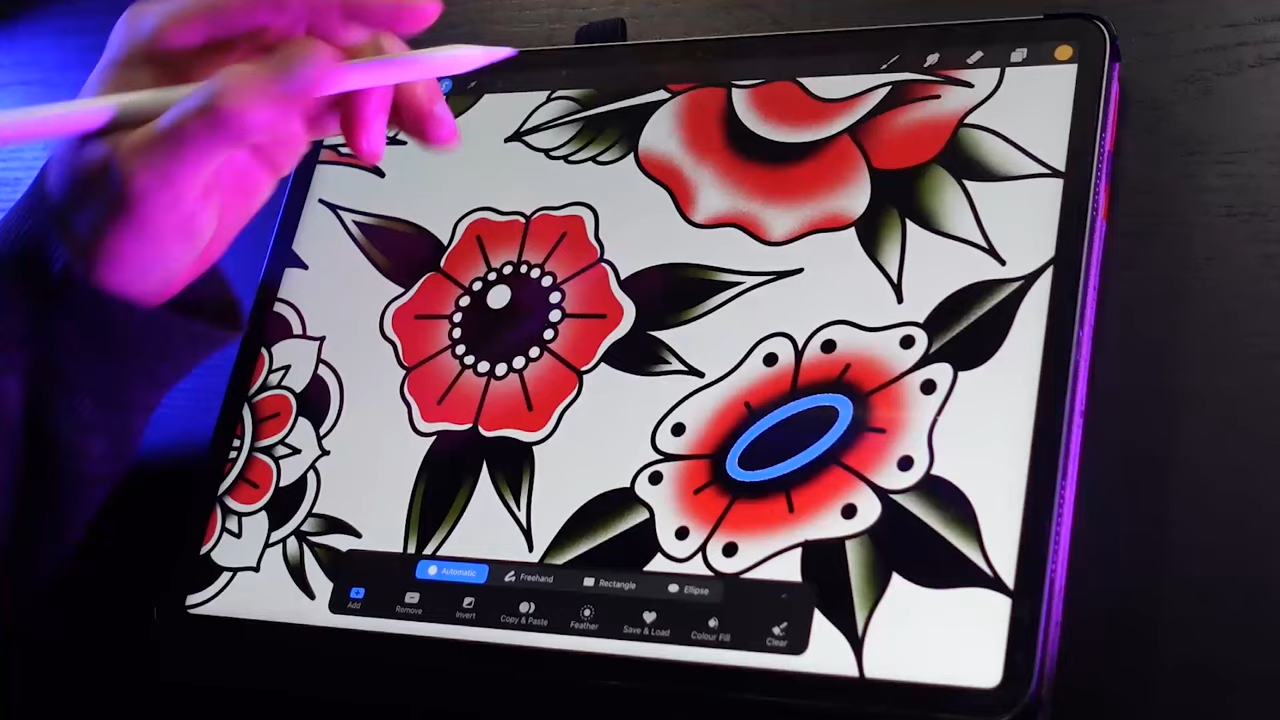 Automatic Freehand Rectangle Ellipse
Add Remove Invert Copy & Paste Feather Save & Load Colour Fill Clear